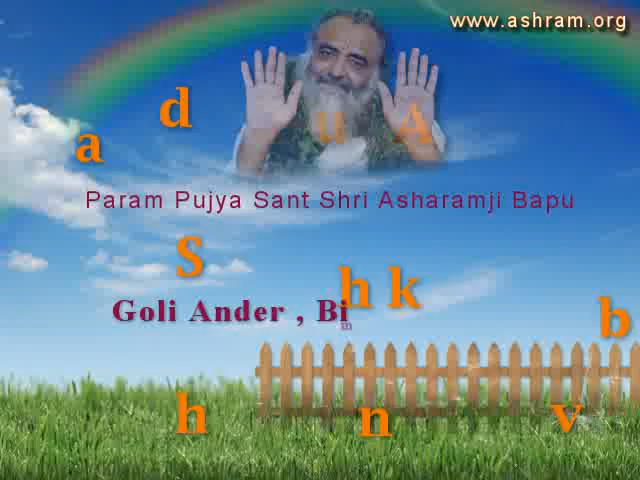 www.ashram.org
d
u A
a
Param Pujya Sant Shri Asharamji Bapu
S
h k
Goli Ander , Bi
m
b
h n v